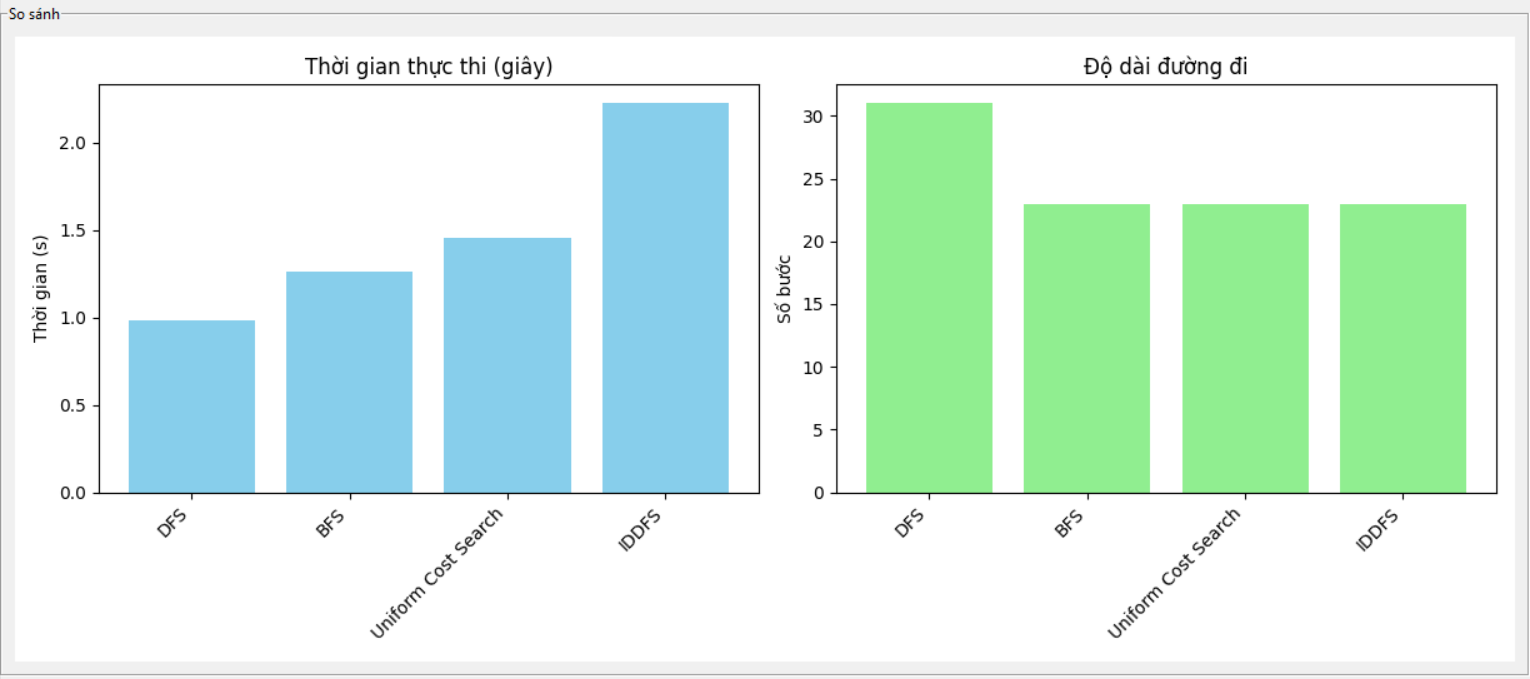 So sánh
Thời gian thực thi (giây)
Thời gian (s)
2.0
1.5
1.0
0.5
0.0
DFS
BFS
Uniform Cost Search
IDDFS
Độ dài đường đi
Số bước
30
25
20
15
10
5
0
DFS
BFS
Uniform Cost Search
IDDFS